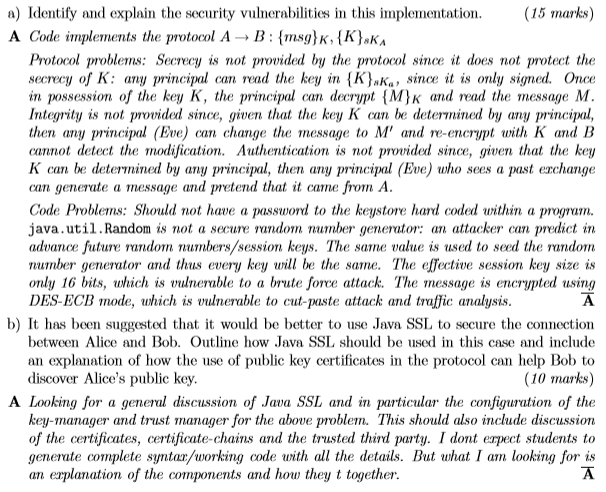 a) Identify and explain the security vulnerabilities in this implementation. (15 marks)
A Code implements the protocol A → B : {msg}K, {K}sKA
Protocol problems: Secrecy is not provided by the protocol since it does not protect the
secrecy of K: any principal can read the key in {K}sKa, since it is only signed. Once
in possession of the key K, the principal can decrypt {M}K and read the message M.
Integrity is not provided since, given that the key K can be determined by any principal,
then any principal (Eve) can change the message to M' and re-encrypt with K and B
cannot detect the modification. Authentication is not provided since, given that the key
K can be determined by any principal, then any principal (Eve) who sees a past exchange
can generate a message and pretend that it came from A.
Code Problems: Should not have a password to the keystore hard coded within a program.
java.util.Random is not a secure random number generator: an attacker can predict in
advance future random numbers/session keys. The same value is used to seed the random
number generator and thus every key will be the same. The effective session key size is
only 16 bits, which is vulnerable to a brute force attack. The message is encrypted using
DES-ECB mode, which is vulnerable to cut-paste attack and traffic analysis. A
b) It has been suggested that it would be better to use Java SSL to secure the connection
between Alice and Bob. Outline how Java SSL should be used in this case and include
an explanation of how the use of public key certificates in the protocol can help Bob to
discover Alice's public key. (10 marks)
A Looking for a general discussion of Java SSL and in particular the configuration of the
key-manager and trust manager for the above problem. This should also include discussion
of the certificates, certificate-chains and the trusted third party. I dont expect students to
generate complete syntax/working code with all the details. But what I am looking for is
an explanation of the components and how they t together. A